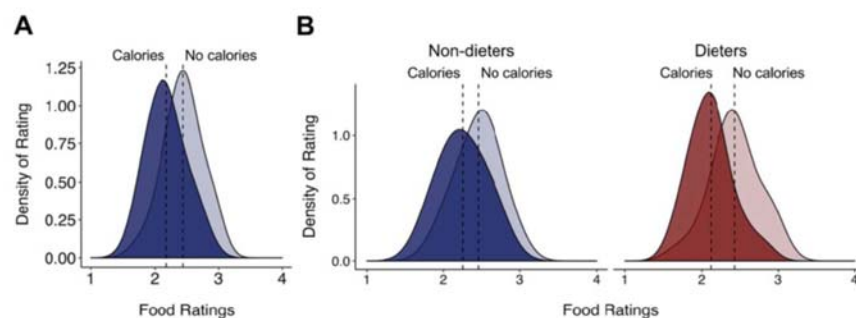 A
Calories
No calories
1.25
1.00
0.75
0.50
0.25
0.00
Density of Rating
1 2 3 4
Food Ratings
B
Non-dieters
Dieters
Calories
No calories
Calories
No calories
1.0
0.5
0.0
Density of Rating
1 2 3 4
1 2 3 4
Food Ratings